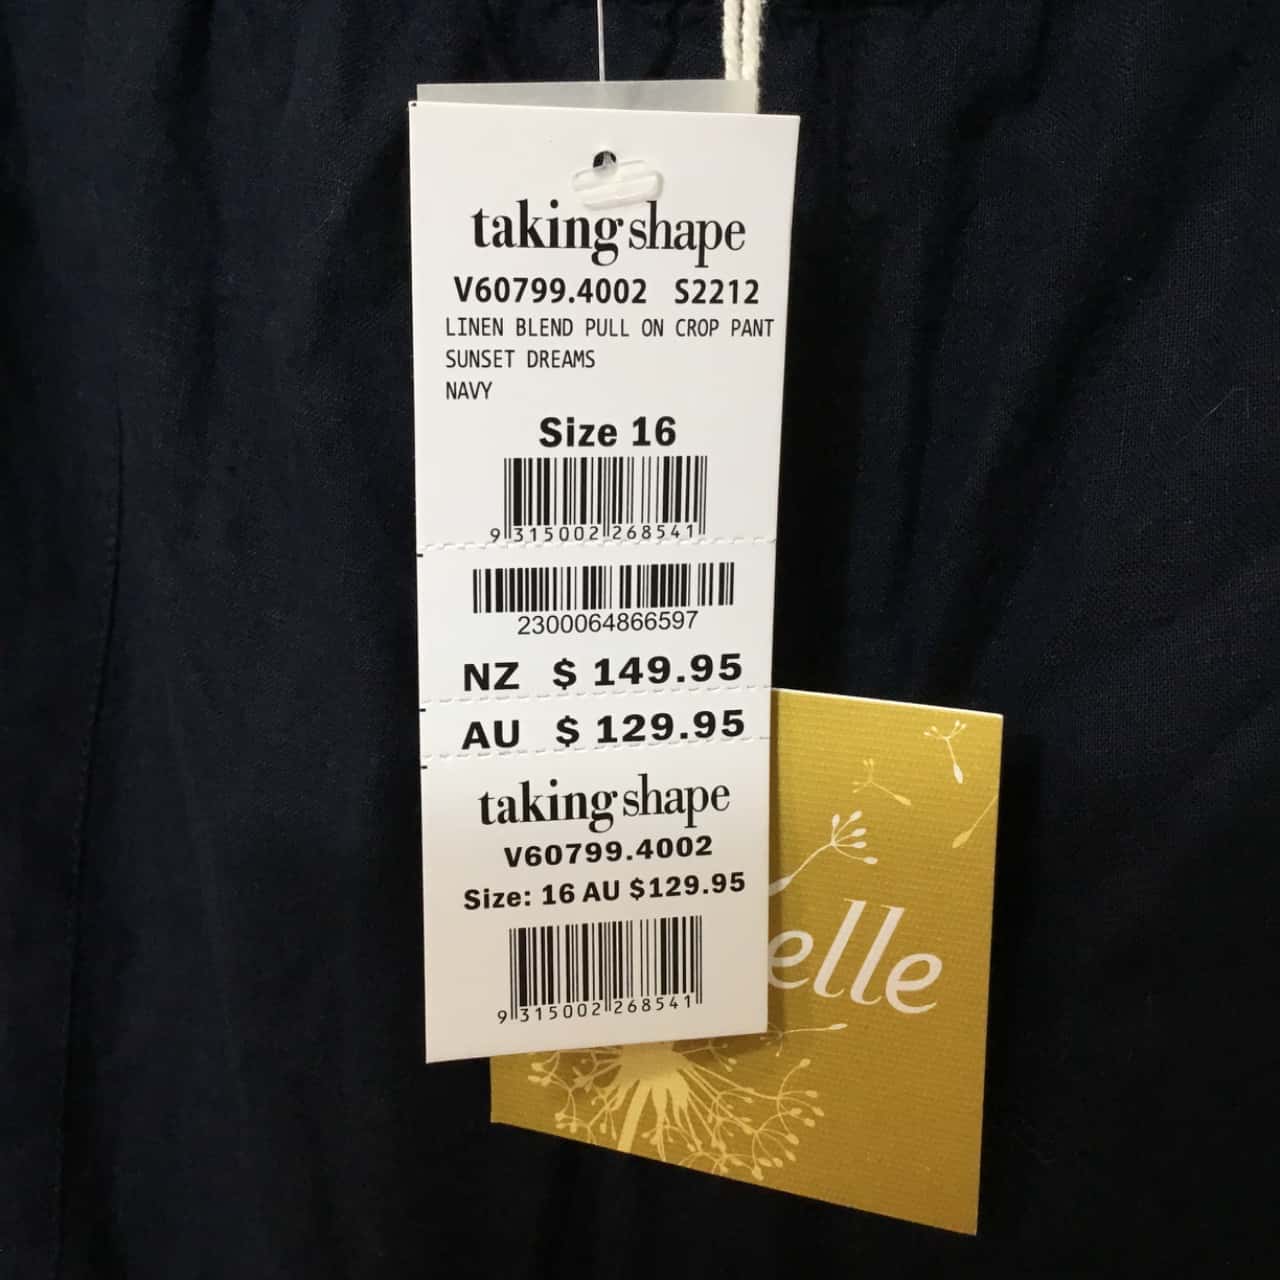 taking shape
V60799.4002 S2212
LINEN BLEND PULL ON CROP PANT
SUNSET DREAMS
NAVY
Size 16
9 315002 268541
2300064866597
NZ $ 149.95
AU $ 129.95
taking shape
V60799.4002
Size: 16 AU $129.95
9 315002 268541
elle